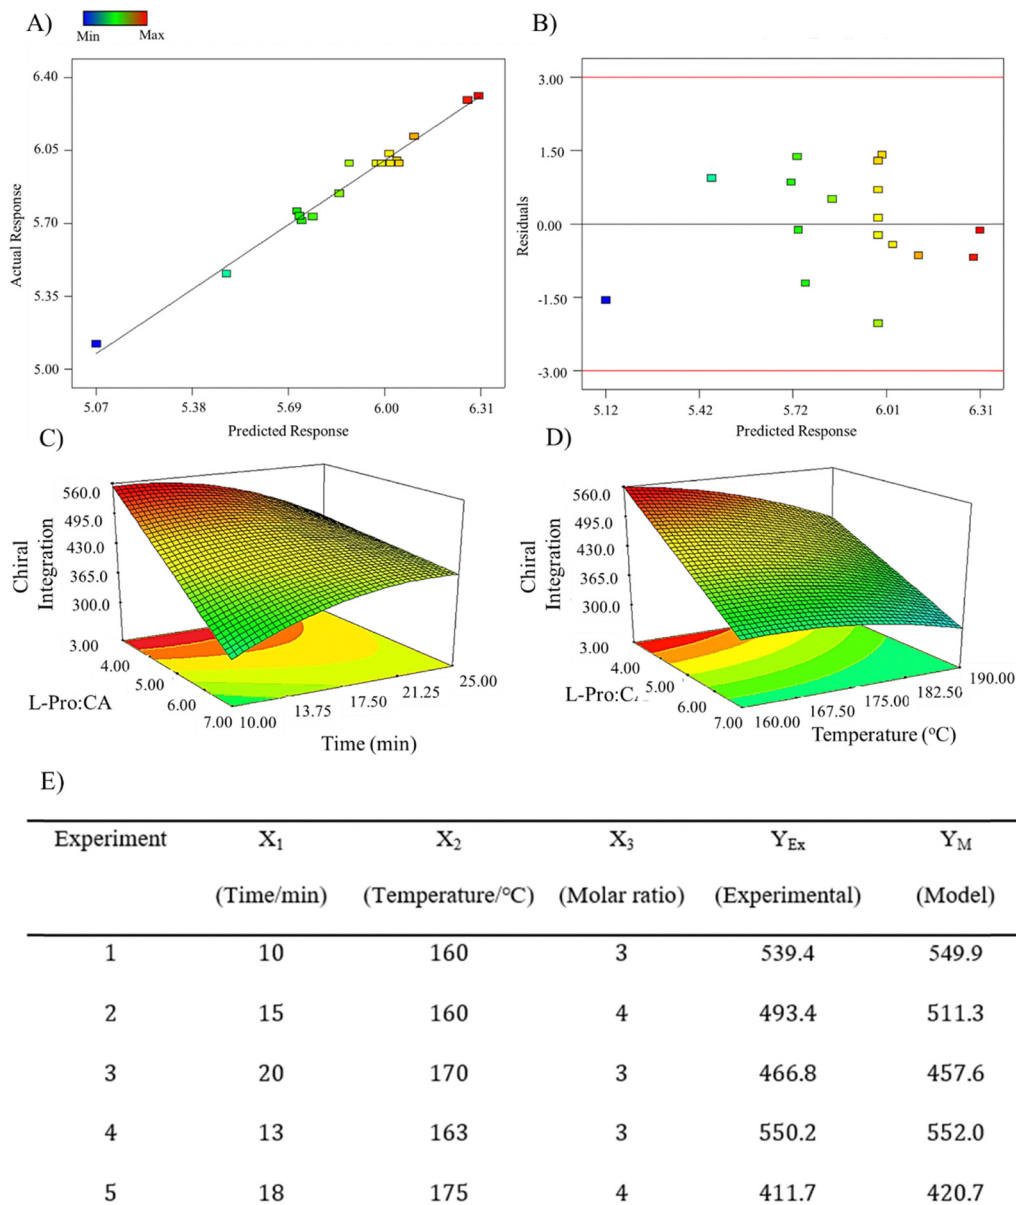 A)
Min Max
6.40
6.05
5.70
5.35
5.00
Actual Response
5.07 5.38 5.69 6.00 6.31
Predicted Response
B)
3.00
1.50
0.00
-1.50
-3.00
Residuals
5.12 5.42 5.72 6.01 6.31
Predicted Response
C)
560.0
495.0
430.0
365.0
300.0
Chiral
Integration
3.00
4.00
5.00
6.00
7.00
L-Pro:CA
10.00 13.75 17.50 21.25 25.00
Time (min)
D)
560.0
495.0
430.0
365.0
300.0
Chiral
Integration
3.00
4.00
5.00
6.00
7.00
L-Pro:C
160.00 167.50 175.00 182.50 190.00
Temperature (°C)
E)
Experiment X₁ X₂ X₃ Y_Ex Y_M
(Time/min) (Temperature/°C) (Molar ratio) (Experimental) (Model)
1 10 160 3 539.4 549.9
2 15 160 4 493.4 511.3
3 20 170 3 466.8 457.6
4 13 163 3 550.2 552.0
5 18 175 4 411.7 420.7